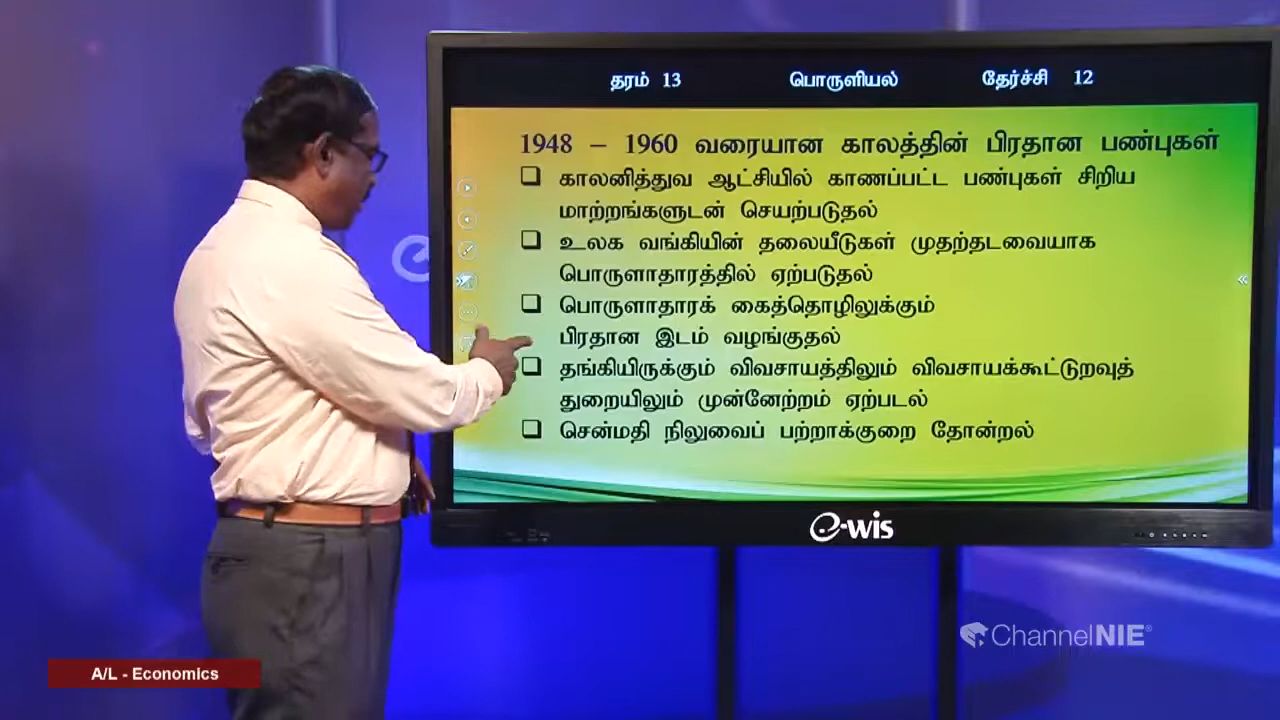 தரம் 13 பொருளியல் தேர்ச்சி 12
1948 – 1960 வரையான காலத்தின் பிரதான பண்புகள்
காலனித்துவ ஆட்சியில் காணப்பட்ட பண்புகள் சிறிய
மாற்றங்களுடன் செயற்படுதல்
உலக வங்கியின் தலையீடுகள் முதற்தடவையாக
பொருளாதாரத்தில் ஏற்படுதல்
பொருளாதாரக் கைத்தொழிலுக்கும்
பிரதான இடம் வழங்குதல்
தங்கியிருக்கும் விவசாயத்திலும் விவசாயக்கூட்டுறவுத்
துறையிலும் முன்னேற்றம் ஏற்படல்
சென்மதி நிலுவைப் பற்றாக்குறை தோன்றல்
e-wis
ChannelNIE
A/L - Economics